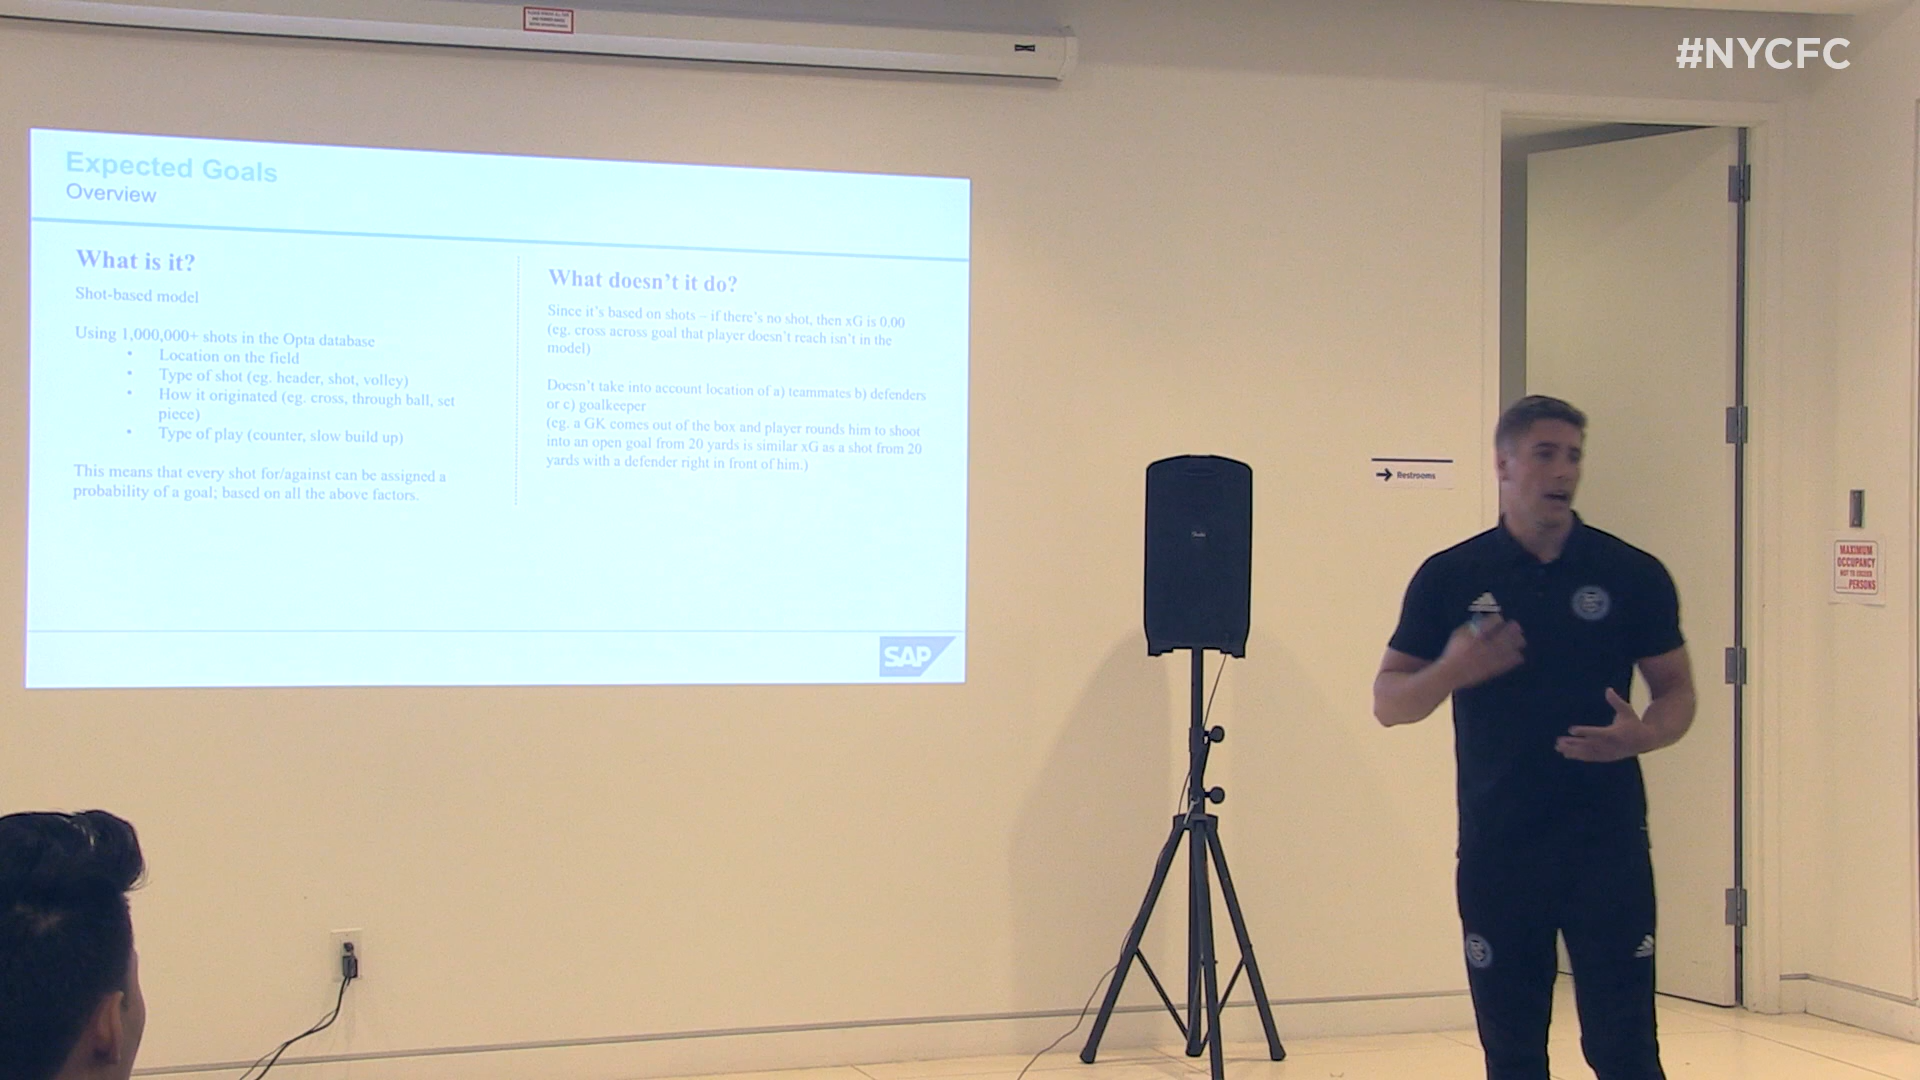 #NYCFC
Expected Goals
Overview
What is it?
Shot-based model
Using 1,000,000+ shots in the Opta database
• Location on the field
• Type of shot (eg. header, shot, volley)
• How it originated (eg. cross, through ball, set
piece)
• Type of play (counter, slow build up)
This means that every shot for/against can be assigned a
probability of a goal; based on all the above factors.
What doesn't it do?
Since it's based on shots – if there's no shot, then xG is 0.00
(eg. cross across goal that player doesn't reach isn't in the
model)
Doesn't take into account location of a) teammates b) defenders
or c) goalkeeper
(eg. a GK comes out of the box and player rounds him to shoot
into an open goal from 20 yards is similar xG as a shot from 20
yards with a defender right in front of him.)
SAP
Restrooms
MAXIMUM
OCCUPANCY
NOT TO EXCEED
PERSONS